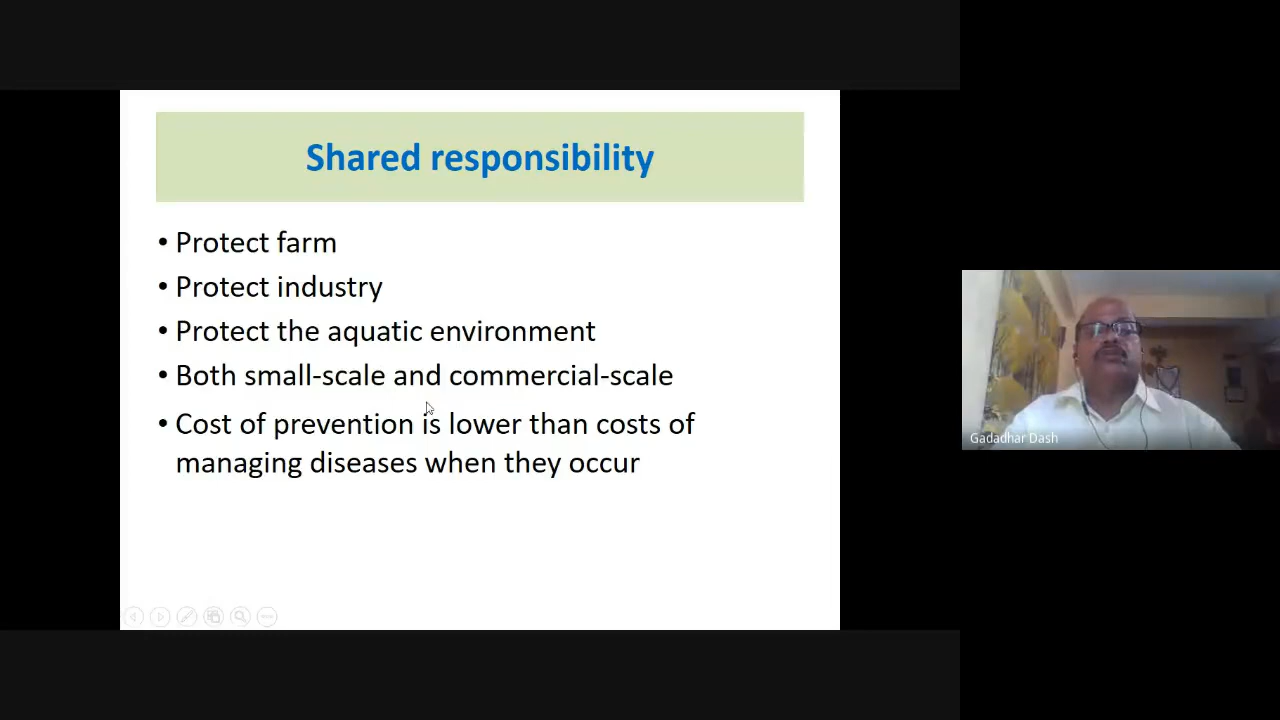 Shared responsibility
• Protect farm
• Protect industry
• Protect the aquatic environment
• Both small-scale and commercial-scale
• Cost of prevention is lower than costs of
managing diseases when they occur
Gadadhar Dash